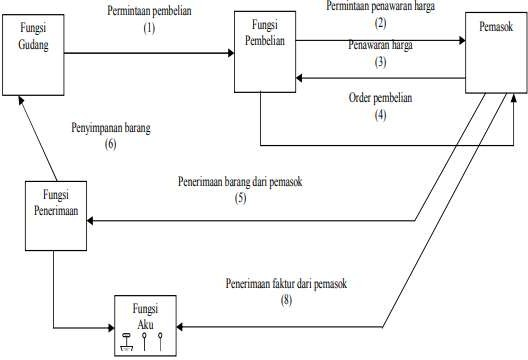 Permintaan pembelian
(1)
Permintaan penawaran harga
(2)
Fungsi
Gudang
Fungsi
Pembelian
Pemasok
Penawaran harga
(3)
Order pembelian
(4)
Penyimpanan barang
(6)
Fungsi
Penerimaan
Penerimaan barang dari pemasok
(5)
Penerimaan faktur dari pemasok
(8)
Fungsi
Aku